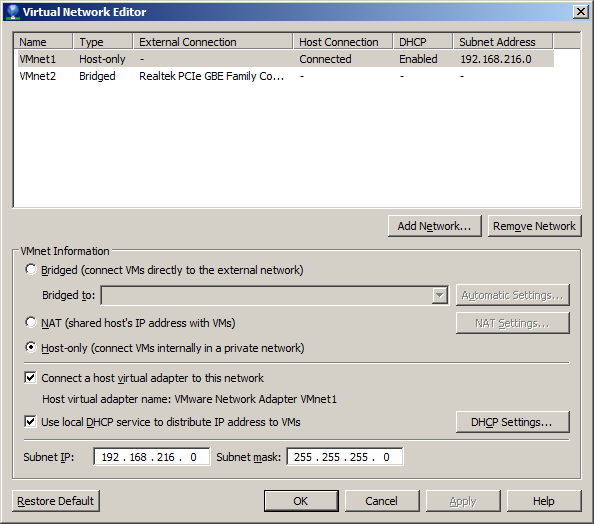 Virtual Network Editor
Name Type External Connection Host Connection DHCP Subnet Address
VMnet1 Host-only - Connected Enabled 192.168.216.0
VMnet2 Bridged Realtek PCIe GBE Family Co... - - -
Add Network... Remove Network
VMnet Information
Bridged (connect VMs directly to the external network)
Bridged to: Automatic Settings...
NAT (shared host's IP address with VMs) NAT Settings...
Host-only (connect VMs internally in a private network)
Connect a host virtual adapter to this network
Host virtual adapter name: VMware Network Adapter VMnet1
Use local DHCP service to distribute IP address to VMs DHCP Settings...
Subnet IP: 192 . 168 . 216 . 0 Subnet mask: 255 . 255 . 255 . 0
Restore Default OK Cancel Apply Help